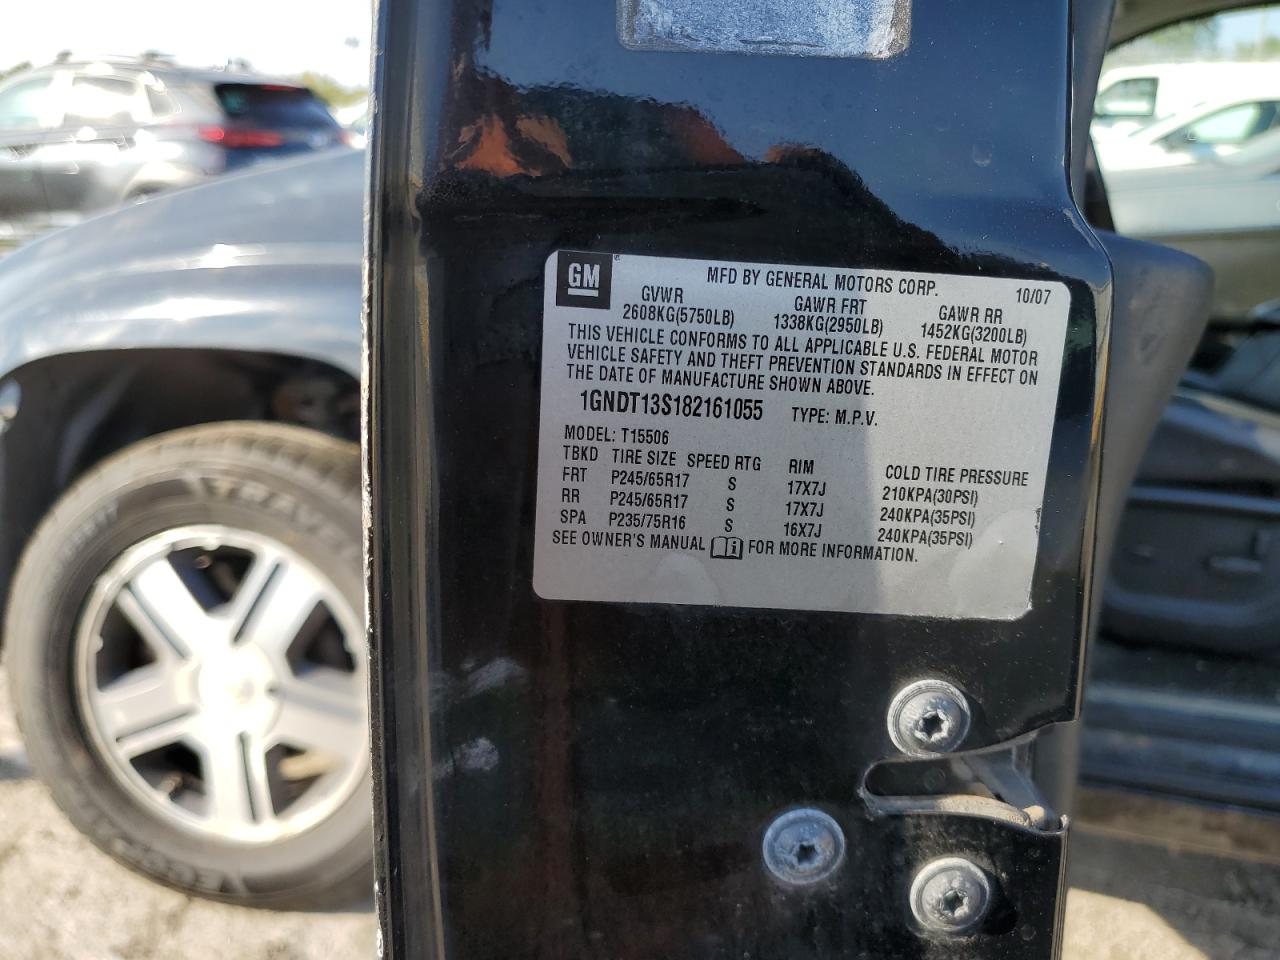 GM
MFD BY GENERAL MOTORS CORP. 10/07
GVWR GAWR FRT GAWR RR
2608KG(5750LB) 1338KG(2950LB) 1452KG(3200LB)
THIS VEHICLE CONFORMS TO ALL APPLICABLE U.S. FEDERAL MOTOR
VEHICLE SAFETY AND THEFT PREVENTION STANDARDS IN EFFECT ON
THE DATE OF MANUFACTURE SHOWN ABOVE.
1GNDT13S182161055 TYPE: M.P.V.
MODEL: T15506
TBKD TIRE SIZE SPEED RTG RIM COLD TIRE PRESSURE
FRT P245/65R17 S 17X7J 210KPA(30PSI)
RR P245/65R17 S 17X7J 240KPA(35PSI)
SPA P235/75R16 S 16X7J 240KPA(35PSI)
SEE OWNER'S MANUAL FOR MORE INFORMATION.